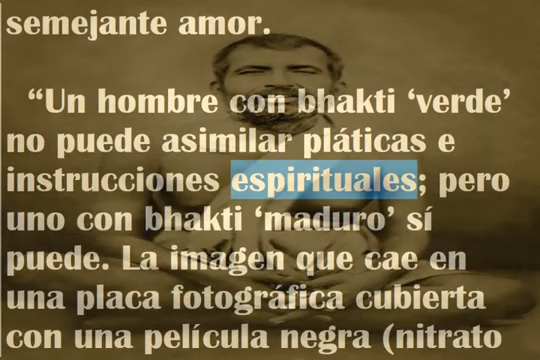 semejante amor.
“Un hombre con bhakti ‘verde’
no puede asimilar pláticas e
instrucciones espirituales; pero
uno con bhakti ‘maduro’ sí
puede. La imagen que cae en
una placa fotográfica cubierta
con una película negra (nitrato